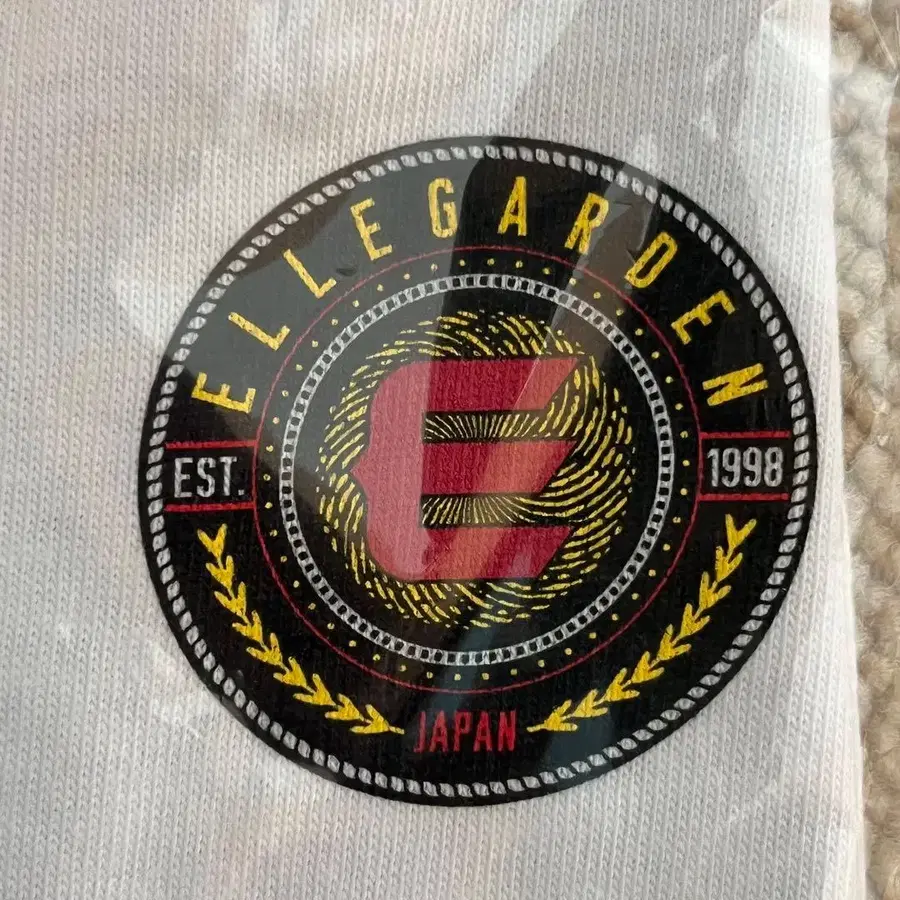 ELLEGARDEN
EST. 1998
E
JAPAN